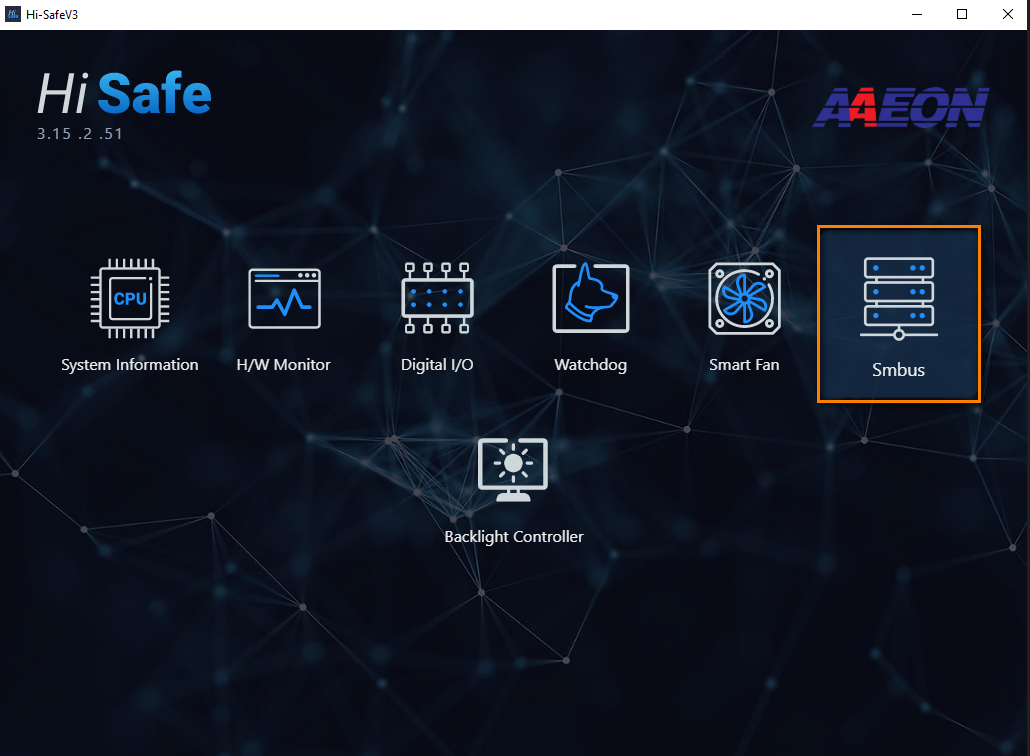 Hi-SafeV3
Hi Safe
3.15 .2 .51
AAEON
CPU
System Information
H/W Monitor
Digital I/O
Watchdog
Smart Fan
Smbus
Backlight Controller